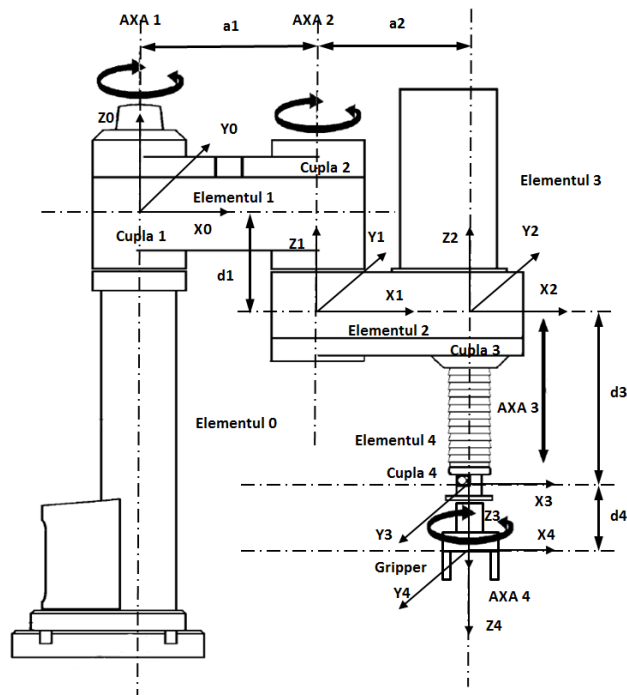 AXA 1
a1
AXA 2
a2
Z0
Y0
Cupla 2
Elementul 3
Elementul 1
Cupla 1
X0
Z1
Y1
Z2
Y2
d1
X1
X2
Elementul 2
Cupla 3
d3
AXA 3
Elementul 0
Elementul 4
Cupla 4
X3
Z3
d4
Y3
X4
Gripper
Y4
AXA 4
Z4